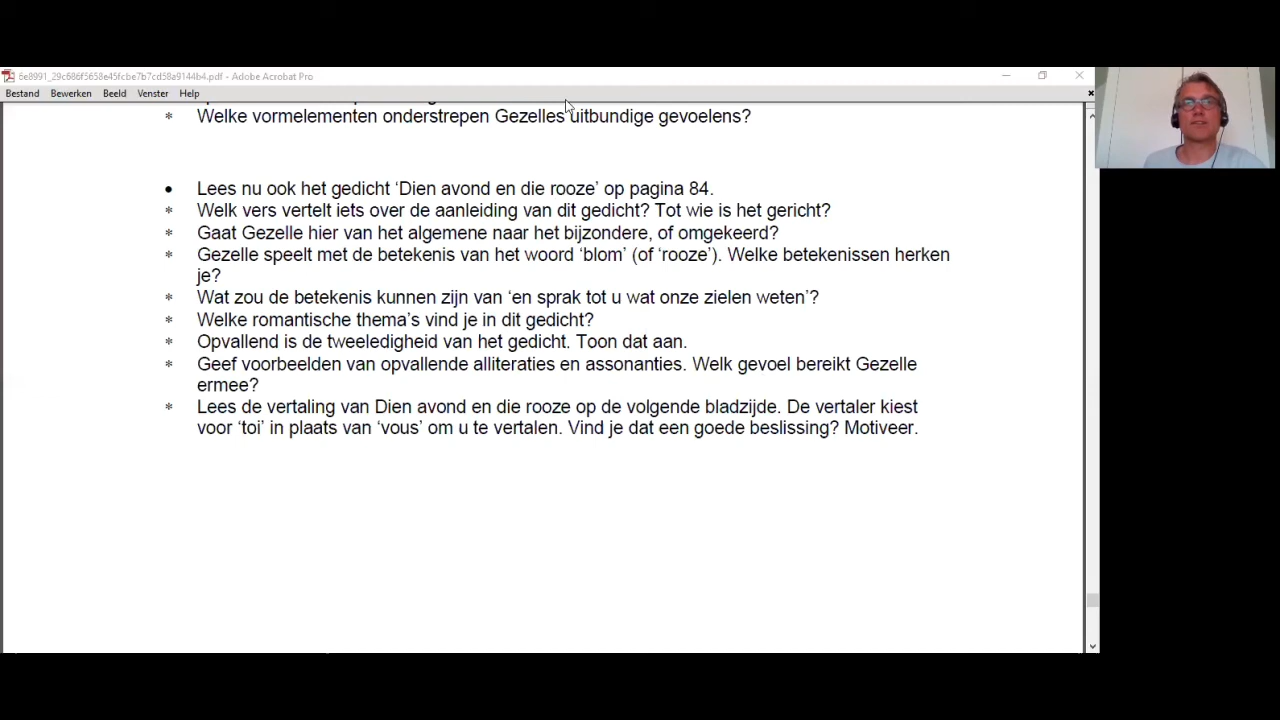 6e8991_29c686f5658e45fcbe7b7cd58a9144b4.pdf - Adobe Acrobat Pro
Bestand Bewerken Beeld Venster Help
* Welke vormelementen onderstrepen Gezelles uitbundige gevoelens?
• Lees nu ook het gedicht ‘Dien avond en die rooze’ op pagina 84.
* Welk vers vertelt iets over de aanleiding van dit gedicht? Tot wie is het gericht?
* Gaat Gezelle hier van het algemene naar het bijzondere, of omgekeerd?
* Gezelle speelt met de betekenis van het woord ‘blom’ (of ‘rooze’). Welke betekenissen herken
je?
* Wat zou de betekenis kunnen zijn van ‘en sprak tot u wat onze zielen weten’?
* Welke romantische thema’s vind je in dit gedicht?
* Opvallend is de tweeledigheid van het gedicht. Toon dat aan.
* Geef voorbeelden van opvallende alliteraties en assonanties. Welk gevoel bereikt Gezelle
ermee?
* Lees de vertaling van Dien avond en die rooze op de volgende bladzijde. De vertaler kiest
voor ‘toi’ in plaats van ‘vous’ om u te vertalen. Vind je dat een goede beslissing? Motiveer.